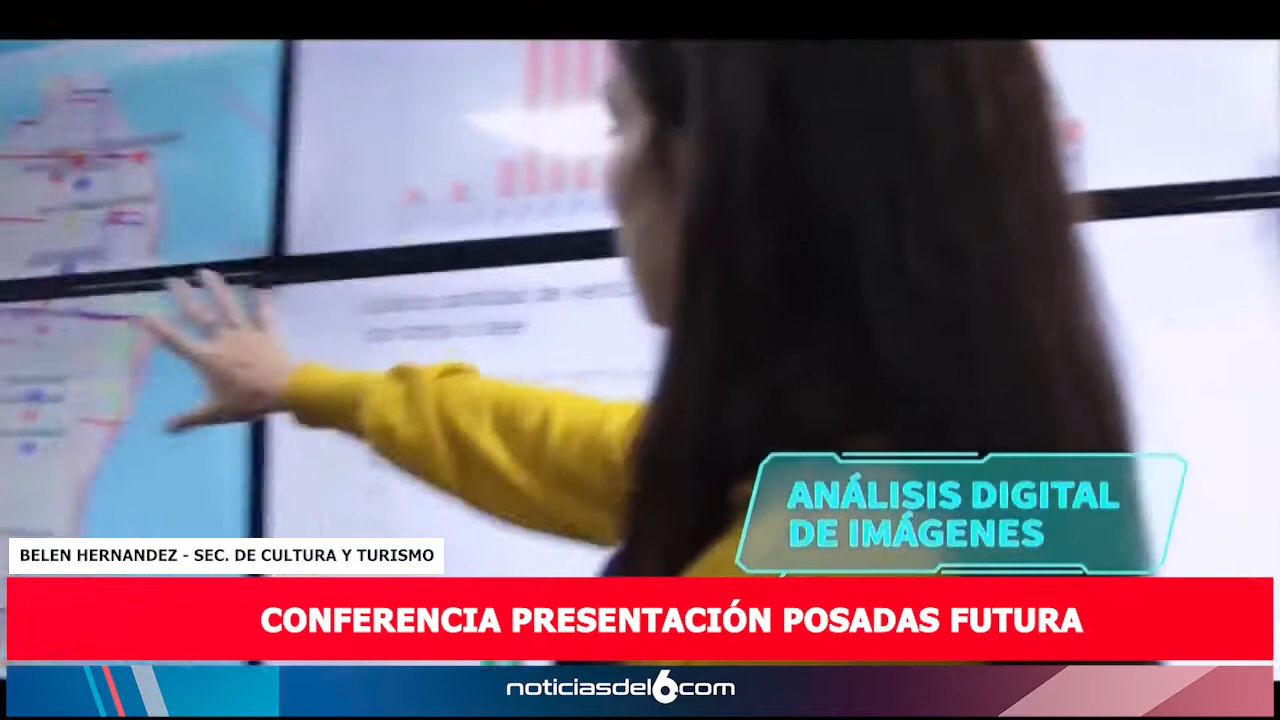 ANÁLISIS DIGITAL
DE IMÁGENES
BELEN HERNANDEZ - SEC. DE CULTURA Y TURISMO
CONFERENCIA PRESENTACIÓN POSADAS FUTURA
noticiasdel6.com